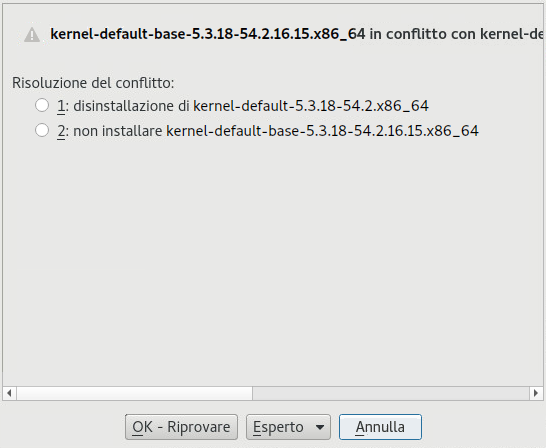 kernel-default-base-5.3.18-54.2.16.15.x86_64 in conflitto con kernel-de
Risoluzione del conflitto:
1: disinstallazione di kernel-default-5.3.18-54.2.x86_64
2: non installare kernel-default-base-5.3.18-54.2.16.15.x86_64
OK - Riprovare Esperto Annulla